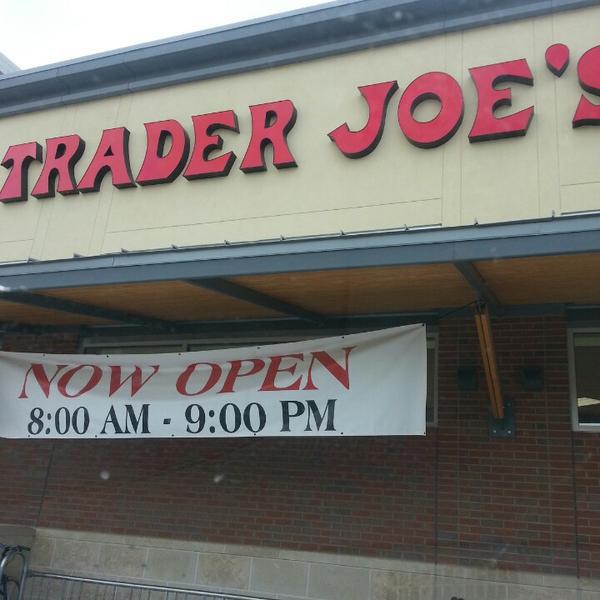 TRADER JOE'S
NOW OPEN
8:00 AM - 9:00 PM